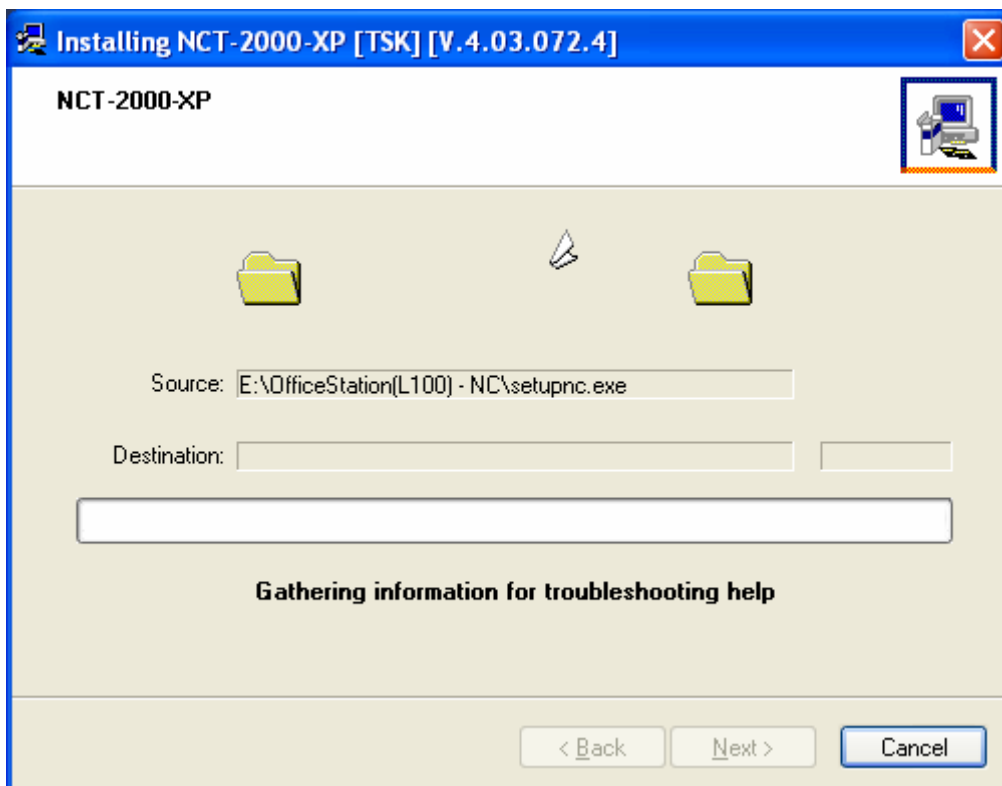 Installing NCT-2000-XP [TSK] [V.4.03.072.4]
NCT-2000-XP
Source: E:\OfficeStation(L100) - NC\setupnc.exe
Destination:
Gathering information for troubleshooting help
< Back Next > Cancel